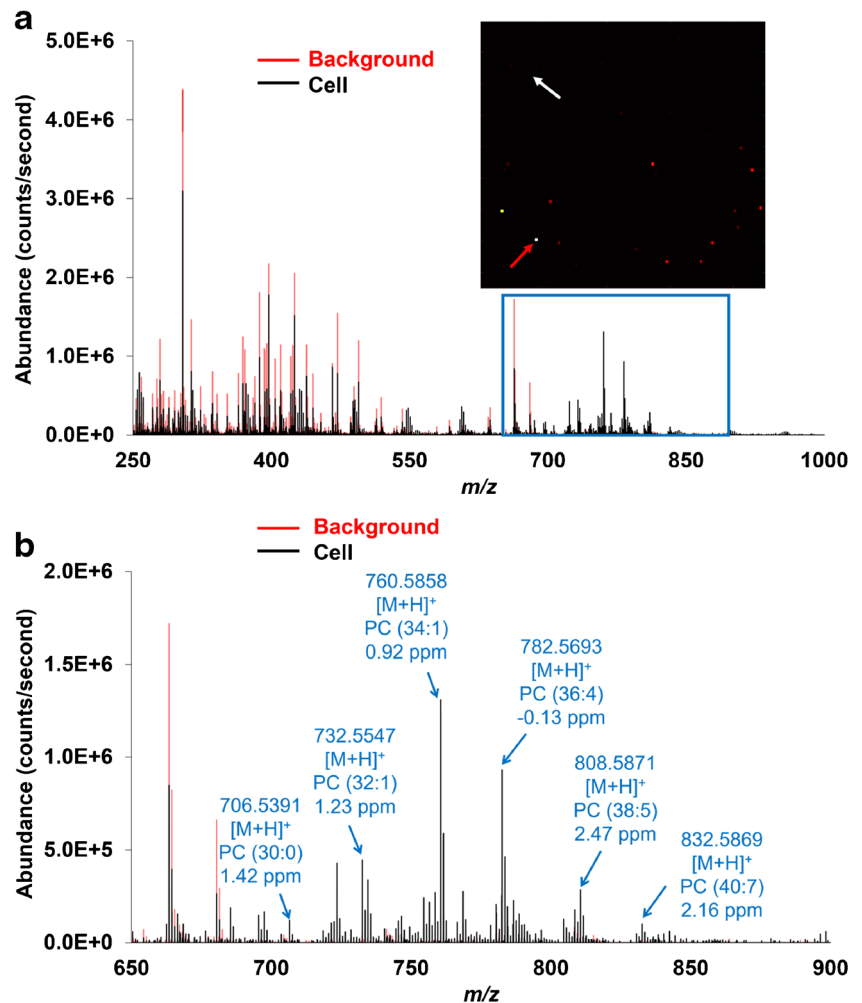 a
5.0E+6
4.0E+6
3.0E+6
2.0E+6
1.0E+6
0.0E+0
Abundance (counts/second)
Background
Cell
250
400
550
700
850
1000
m/z
b
Background
Cell
2.0E+6
1.5E+6
1.0E+6
5.0E+5
0.0E+0
Abundance (counts/second)
706.5391
[M+H]+
PC (30:0)
1.42 ppm
732.5547
[M+H]+
PC (32:1)
1.23 ppm
760.5858
[M+H]+
PC (34:1)
0.92 ppm
782.5693
[M+H]+
PC (36:4)
-0.13 ppm
808.5871
[M+H]+
PC (38:5)
2.47 ppm
832.5869
[M+H]+
PC (40:7)
2.16 ppm
650
700
750
800
850
900
m/z